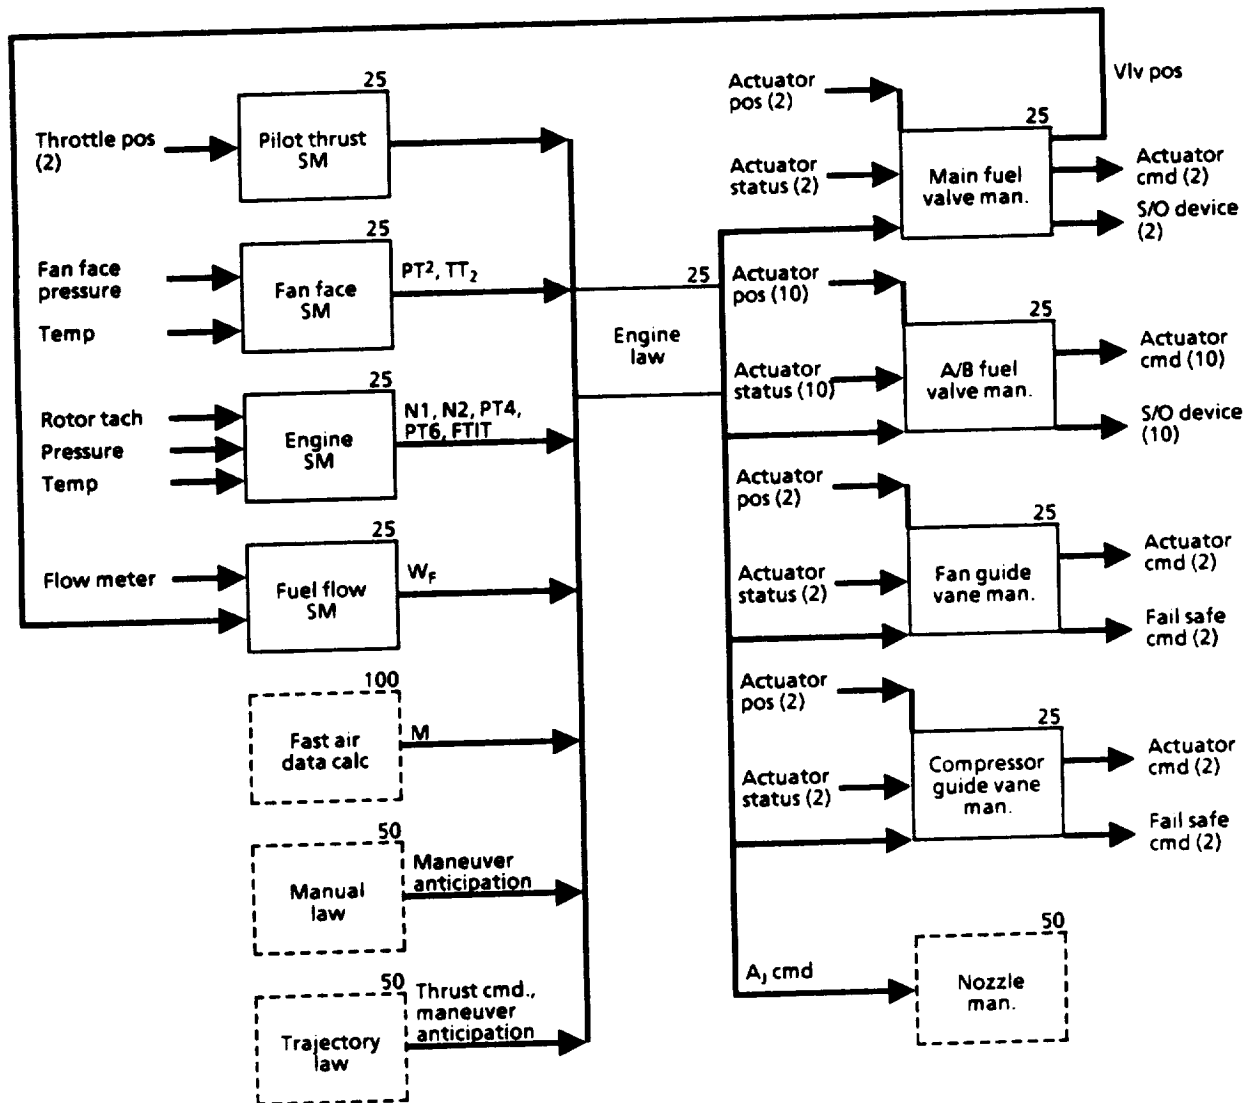 Vlv pos
25
Throttle pos
(2)
Pilot thrust
SM
25
Fan face
pressure
Temp
Fan face
SM
PT², TT₂
25
Rotor tach
Pressure
Temp
Engine
SM
N1, N2, PT4,
PT6, FTIT
25
Flow meter
Fuel flow
SM
W_F
100
Fast air
data calc
M
50
Manual
law
Maneuver
anticipation
50
Trajectory
law
Thrust cmd.,
maneuver
anticipation
25
Engine
law
Actuator
pos (2)
Actuator
status (2)
25
Main fuel
valve man.
Actuator
cmd (2)
S/O device
(2)
Actuator
pos (10)
Actuator
status (10)
25
A/B fuel
valve man.
Actuator
cmd (10)
S/O device
(10)
Actuator
pos (2)
Actuator
status (2)
25
Fan guide
vane man.
Actuator
cmd (2)
Fail safe
cmd (2)
Actuator
pos (2)
Actuator
status (2)
25
Compressor
guide vane
man.
Actuator
cmd (2)
Fail safe
cmd (2)
A_J cmd
50
Nozzle
man.